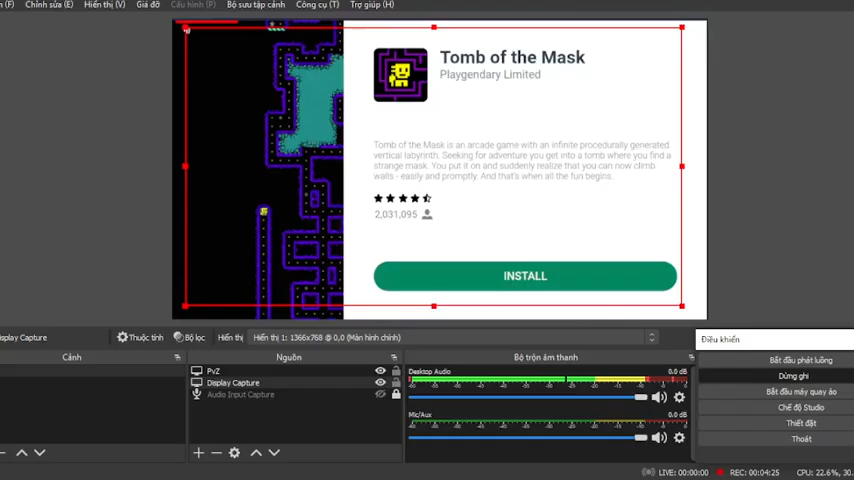 (F) Chỉnh sửa (E) Hiển thị (V) Giá đỡ Cấu hình (P) Bộ sưu tập cảnh Công cụ (T) Trợ giúp (H)
Tomb of the Mask
Playgendary Limited
Tomb of the Mask is an arcade game with an infinite procedurally generated
vertical labyrinth. Seeking for adventure you get into a tomb where you find a
strange mask. You put it on and suddenly realize that you can now climb
walls - easily and promptly. And that's when all the fun begins.
2,031,095
INSTALL
isplay Capture Thuộc tính Bộ lọc Hiển thị Hiển thị 1: 1366x768 @ 0,0 (Màn hình chính)
Điều khiển
Cảnh Nguồn Bộ trộn âm thanh
Bắt đầu phát luồng
PvZ
Desktop Audio 0.0 dB
Dừng ghi
Display Capture
Audio Input Capture
Bắt đầu máy quay ảo
Chế độ Studio
Mic/Aux 0.0 dB
Thiết đặt
Thoát
LIVE: 00:00:00 REC: 00:04:25 CPU: 22.6%, 30.